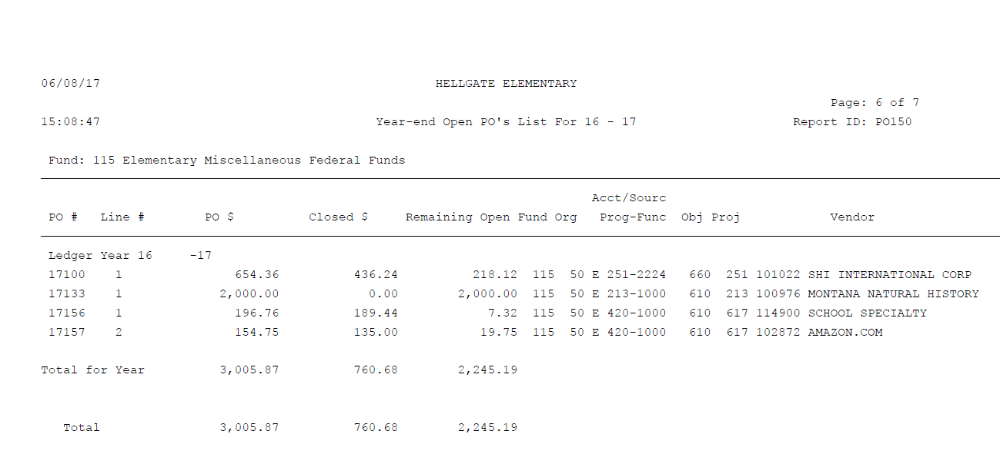 06/08/17 HELLGATE ELEMENTARY
Page: 6 of 7
15:08:47 Year-end Open PO's List For 16 - 17 Report ID: PO150
Fund: 115 Elementary Miscellaneous Federal Funds
Acct/Sourc
PO # Line # PO $ Closed $ Remaining Open Fund Org Prog-Func Obj Proj Vendor
Ledger Year 16 -17
17100 1 654.36 436.24 218.12 115 50 E 251-2224 660 251 101022 SHI INTERNATIONAL CORP
17133 1 2,000.00 0.00 2,000.00 115 50 E 213-1000 610 213 100976 MONTANA NATURAL HISTORY
17156 1 196.76 189.44 7.32 115 50 E 420-1000 610 617 114900 SCHOOL SPECIALTY
17157 2 154.75 135.00 19.75 115 50 E 420-1000 610 617 102872 AMAZON.COM
Total for Year 3,005.87 760.68 2,245.19
Total 3,005.87 760.68 2,245.19